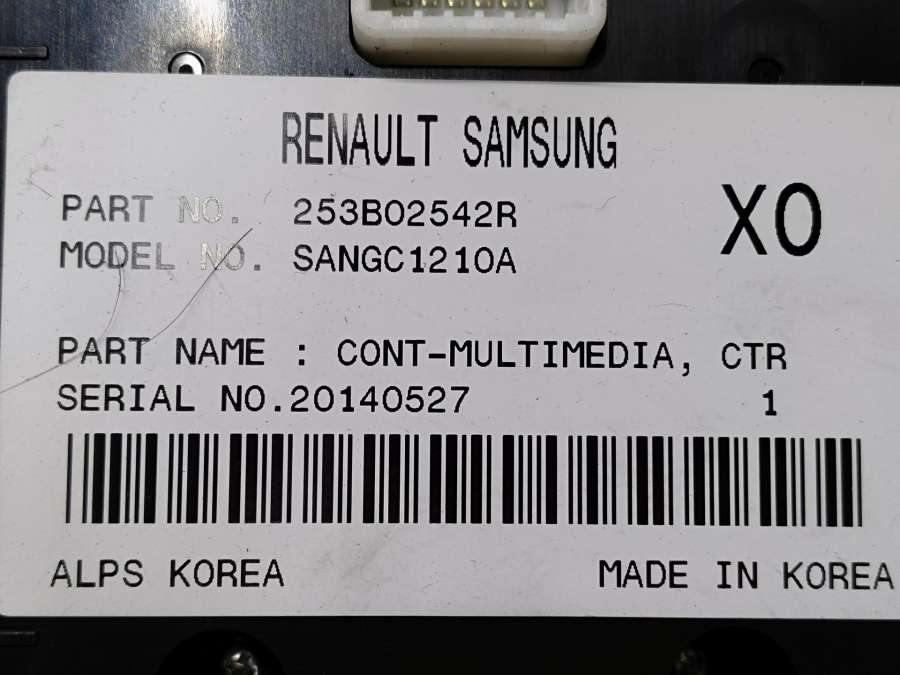 RENAULT SAMSUNG
PART NO. 253B02542R
XO
MODEL NO. SANGC1210A
PART NAME : CONT-MULTIMEDIA, CTR
SERIAL NO.20140527 1
ALPS KOREA MADE IN KOREA